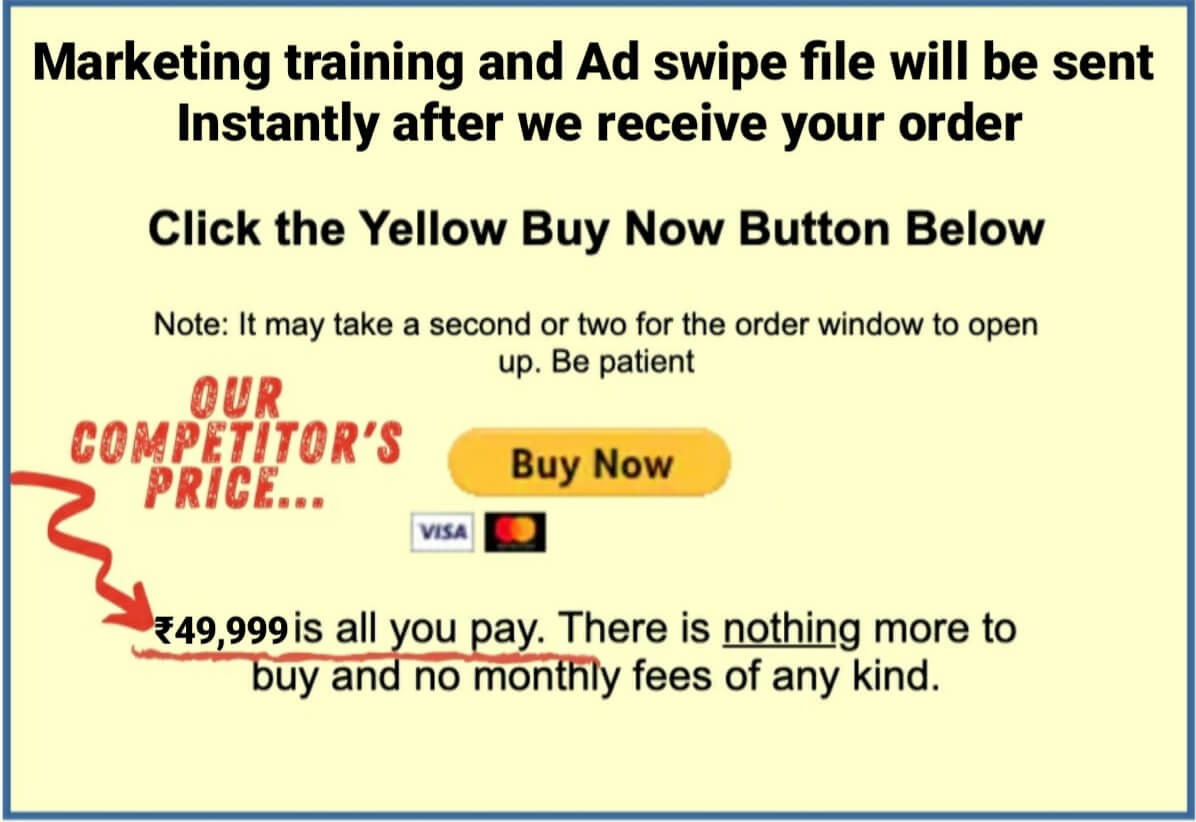 Marketing training and Ad swipe file will be sent
Instantly after we receive your order
Click the Yellow Buy Now Button Below
Note: It may take a second or two for the order window to open
up. Be patient
OUR
COMPETITOR'S
PRICE...
Buy Now
VISA
₹49,999 is all you pay. There is nothing more to
buy and no monthly fees of any kind.